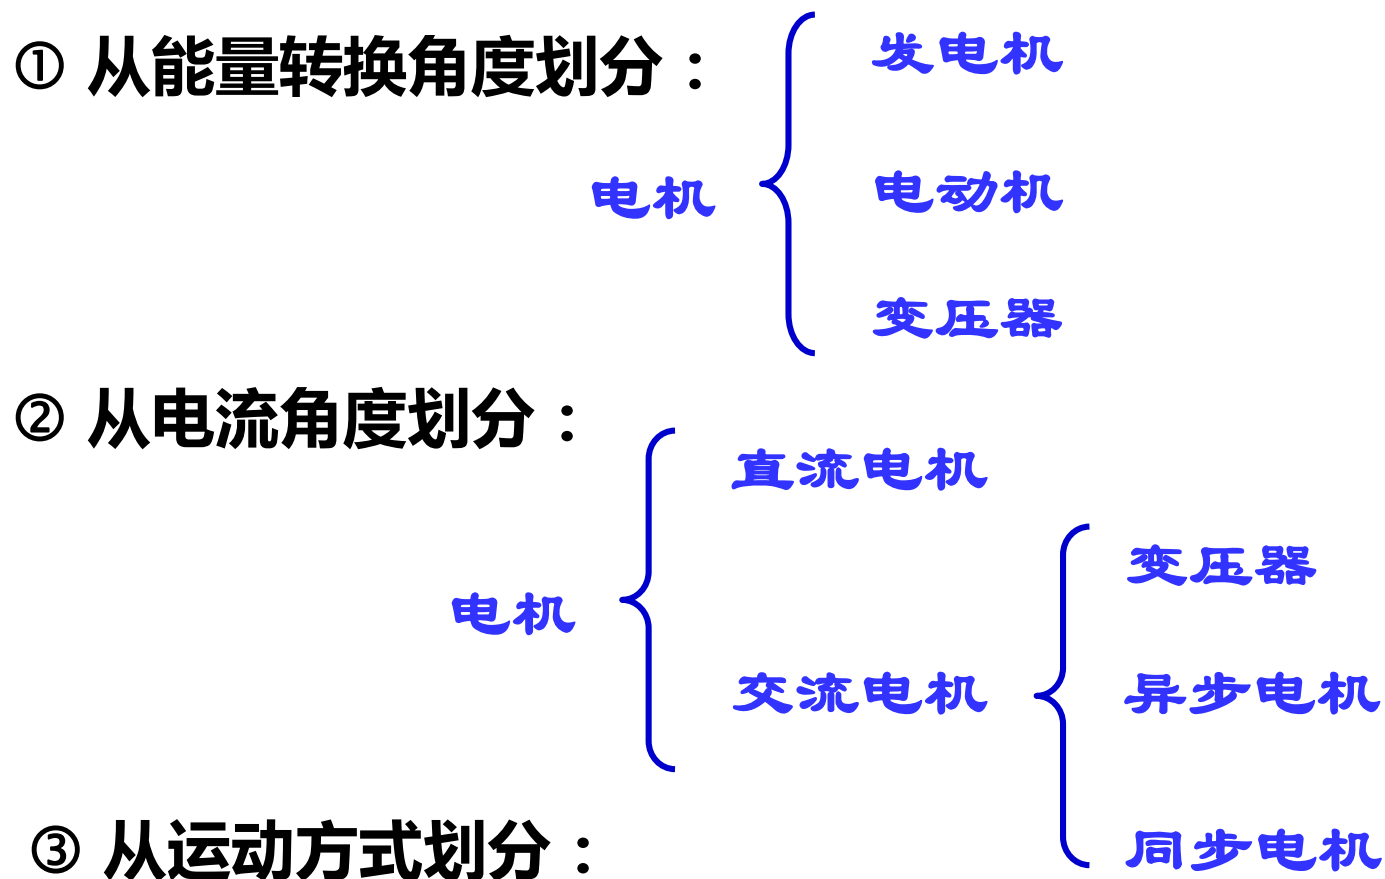 ① 从能量转换角度划分：
发电机
电机
电动机
变压器
② 从电流角度划分：
直流电机
电机
变压器
交流电机
异步电机
同步电机
③ 从运动方式划分：